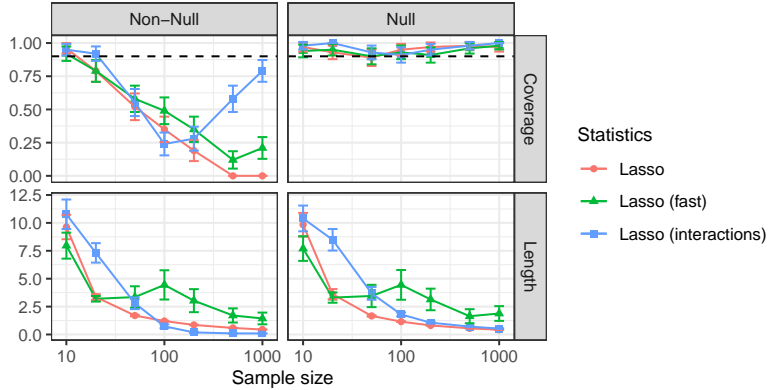 Non−Null
Null
1.00
0.75
0.50
0.25
0.00
Coverage
12.5
10.0
7.5
5.0
2.5
0.0
Length
10
100
1000
10
100
1000
Sample size
Statistics
Lasso
Lasso (fast)
Lasso (interactions)